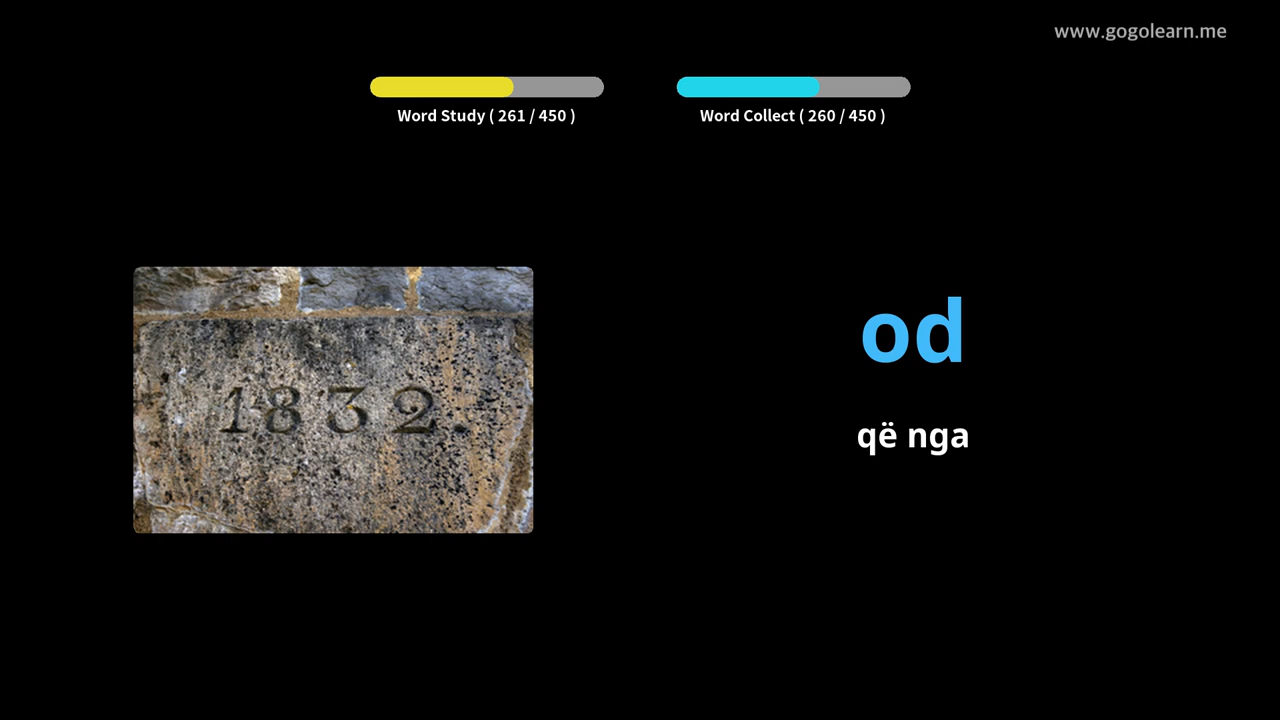 www.gogolearn.me
Word Study ( 261 / 450 )
Word Collect ( 260 / 450 )
1832.
od
që nga